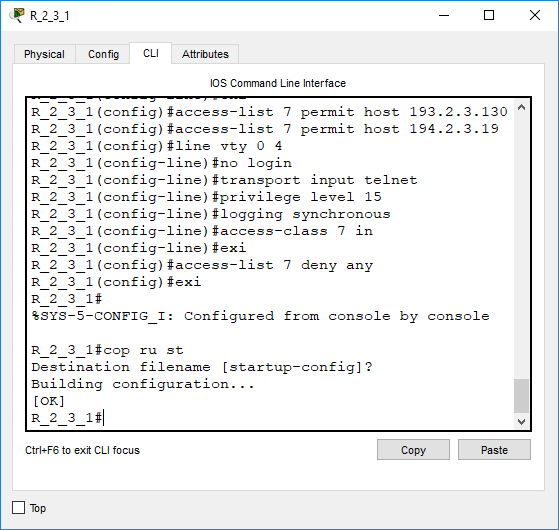 R_2_3_1
Physical Config CLI Attributes
IOS Command Line Interface
R_2_3_1(config)#access-list 7 permit host 193.2.3.130
R_2_3_1(config)#access-list 7 permit host 194.2.3.19
R_2_3_1(config)#line vty 0 4
R_2_3_1(config-line)#no login
R_2_3_1(config-line)#transport input telnet
R_2_3_1(config-line)#privilege level 15
R_2_3_1(config-line)#logging synchronous
R_2_3_1(config-line)#access-class 7 in
R_2_3_1(config-line)#exi
R_2_3_1(config)#access-list 7 deny any
R_2_3_1(config)#exi
R_2_3_1#
%SYS-5-CONFIG_I: Configured from console by console
R_2_3_1#cop ru st
Destination filename [startup-config]?
Building configuration...
[OK]
R_2_3_1#
Ctrl+F6 to exit CLI focus Copy Paste
Top